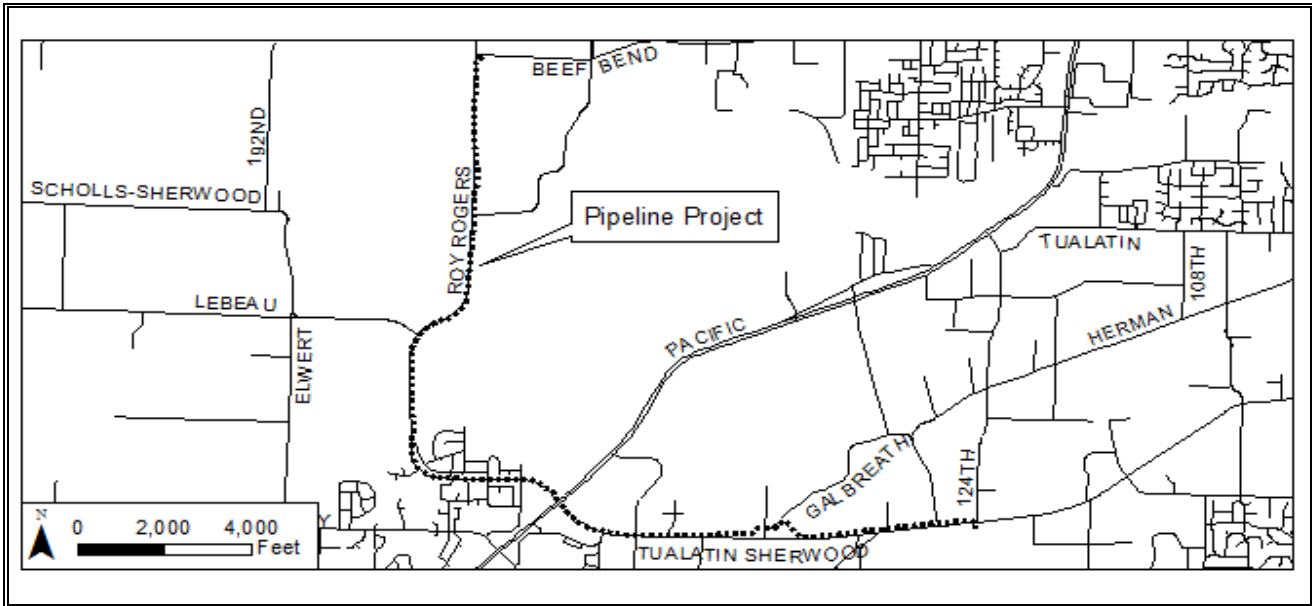 BEEF BEND
192ND
SCHOLLS-SHERWOOD
ROY ROGERS
Pipeline Project
TUALATIN
108TH
LEBEAU
HERMAN
PACIFIC
ELWERT
GALBREATH
124TH
N
0 2,000 4,000
Feet
Y
TUALATIN SHERWOOD